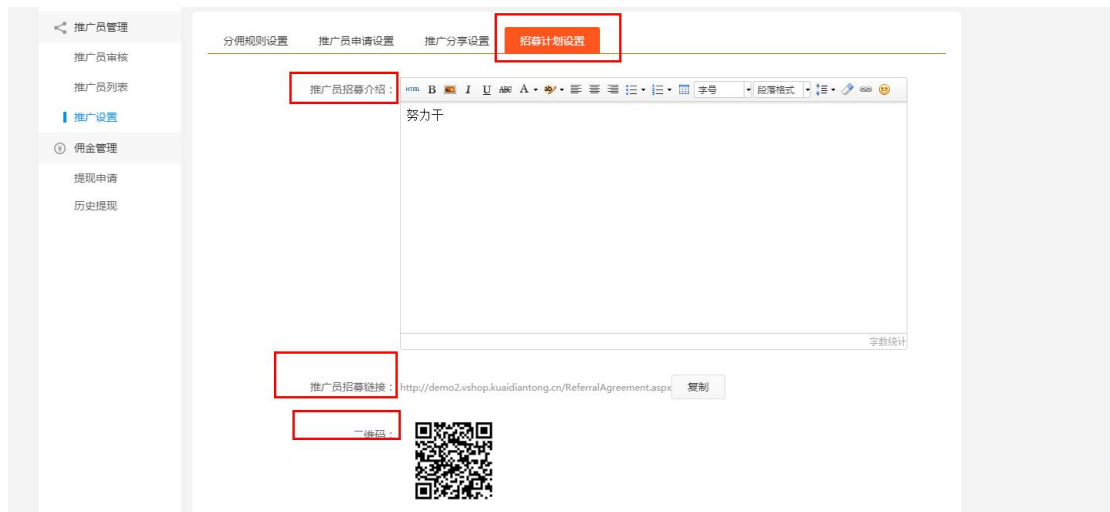 推广员管理
推广员审核
推广员列表
推广设置
佣金管理
提现申请
历史提现
分佣规则设置 推广员申请设置 推广分享设置 招募计划设置
推广员招募介绍： HTML B I U ABC A 字号 段落格式
努力干
字数统计
推广员招募链接： http://demo2.vshop.kuaidiantong.cn/ReferralAgreement.aspx 复制
二维码：